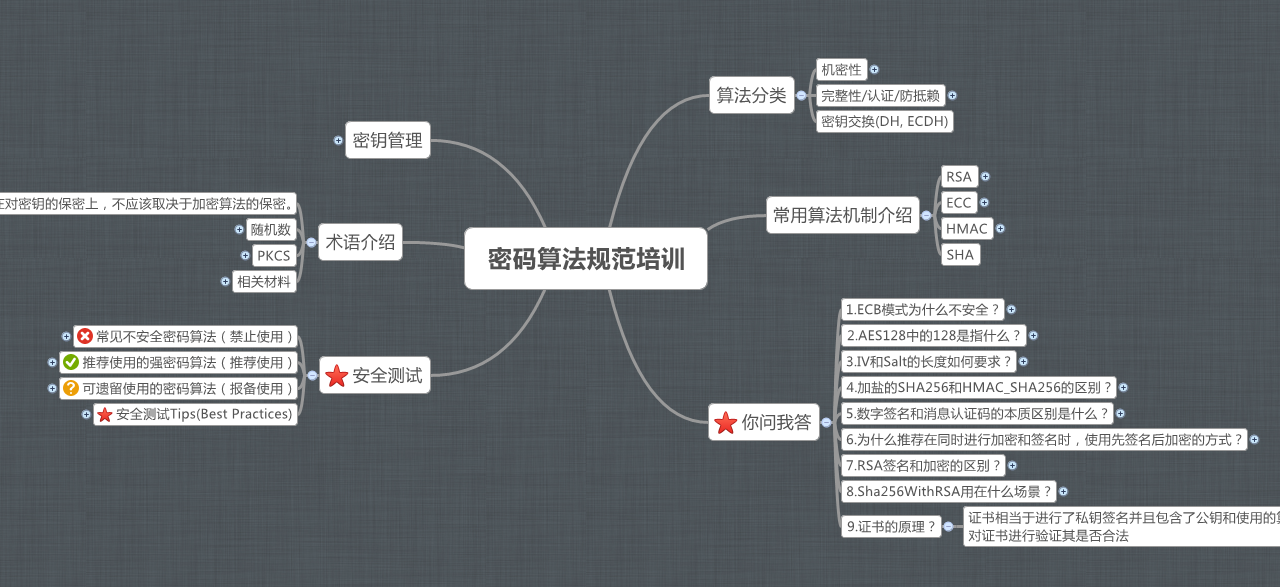 密码算法规范培训
算法分类
机密性
完整性/认证/防抵赖
密钥交换(DH, ECDH)
常用算法机制介绍
RSA
ECC
HMAC
SHA
你问我答
1.ECB模式为什么不安全？
2.AES128中的128是指什么？
3.IV和Salt的长度如何要求？
4.加盐的SHA256和HMAC_SHA256的区别？
5.数字签名和消息认证码的本质区别是什么？
6.为什么推荐在同时进行加密和签名时，使用先签名后加密的方式？
7.RSA签名和加密的区别？
8.Sha256WithRSA用在什么场景？
9.证书的原理？
证书相当于进行了私钥签名并且包含了公钥和使用的
对证书进行验证其是否合法
密钥管理
术语介绍
在对密钥的保密上，不应该取决于加密算法的保密。
随机数
PKCS
相关材料
安全测试
常见不安全密码算法（禁止使用）
推荐使用的强密码算法（推荐使用）
可遗留使用的密码算法（报备使用）
安全测试Tips(Best Practices)